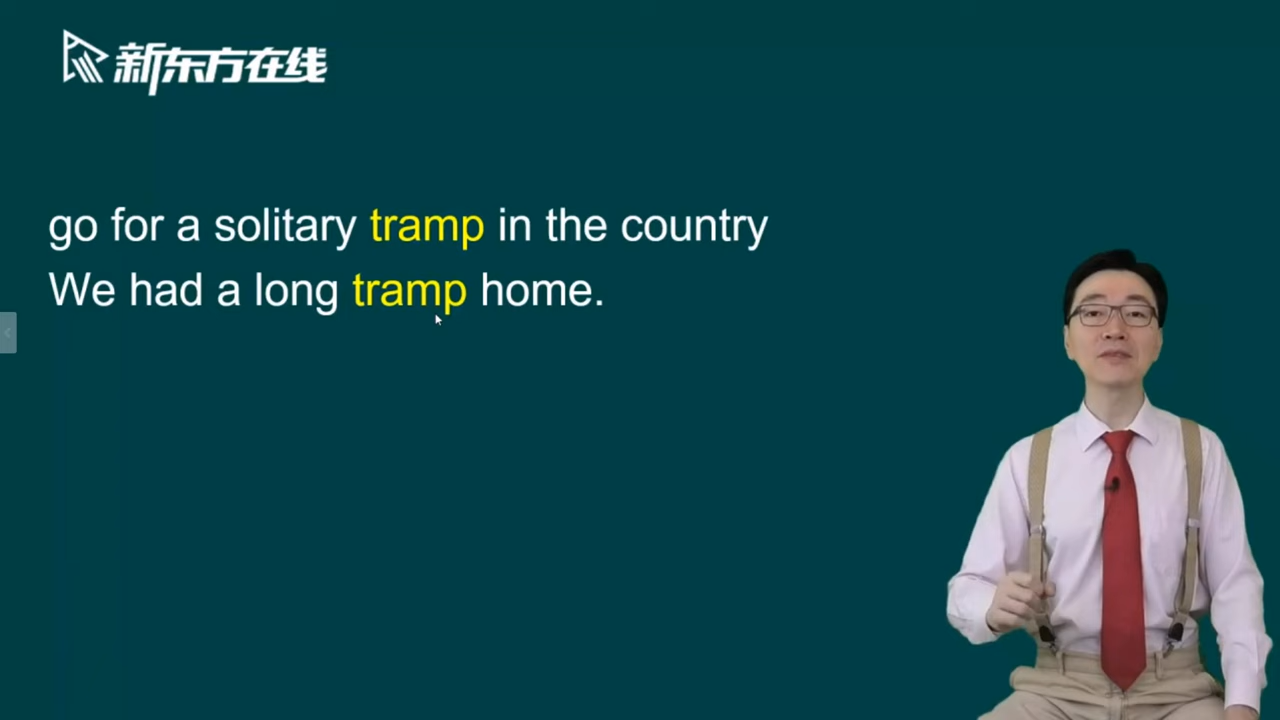 新东方在线
go for a solitary tramp in the country
We had a long tramp home.